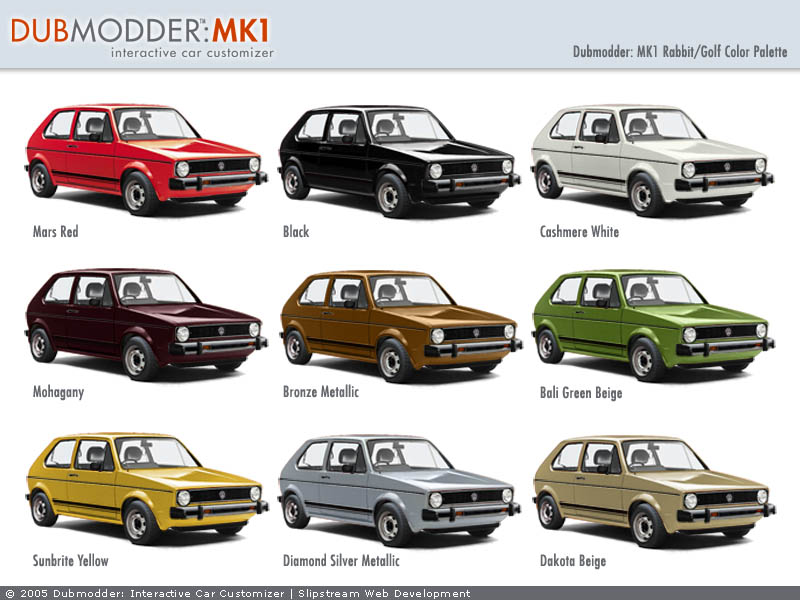 DUBMODDER™:MK1
interactive car customizer
Dubmodder: MK1 Rabbit/Golf Color Palette
Mars Red
Black
Cashmere White
Mohagany
Bronze Metallic
Bali Green Beige
Sunbrite Yellow
Diamond Silver Metallic
Dakota Beige
© 2005 Dubmodder: Interactive Car Customizer | Slipstream Web Development